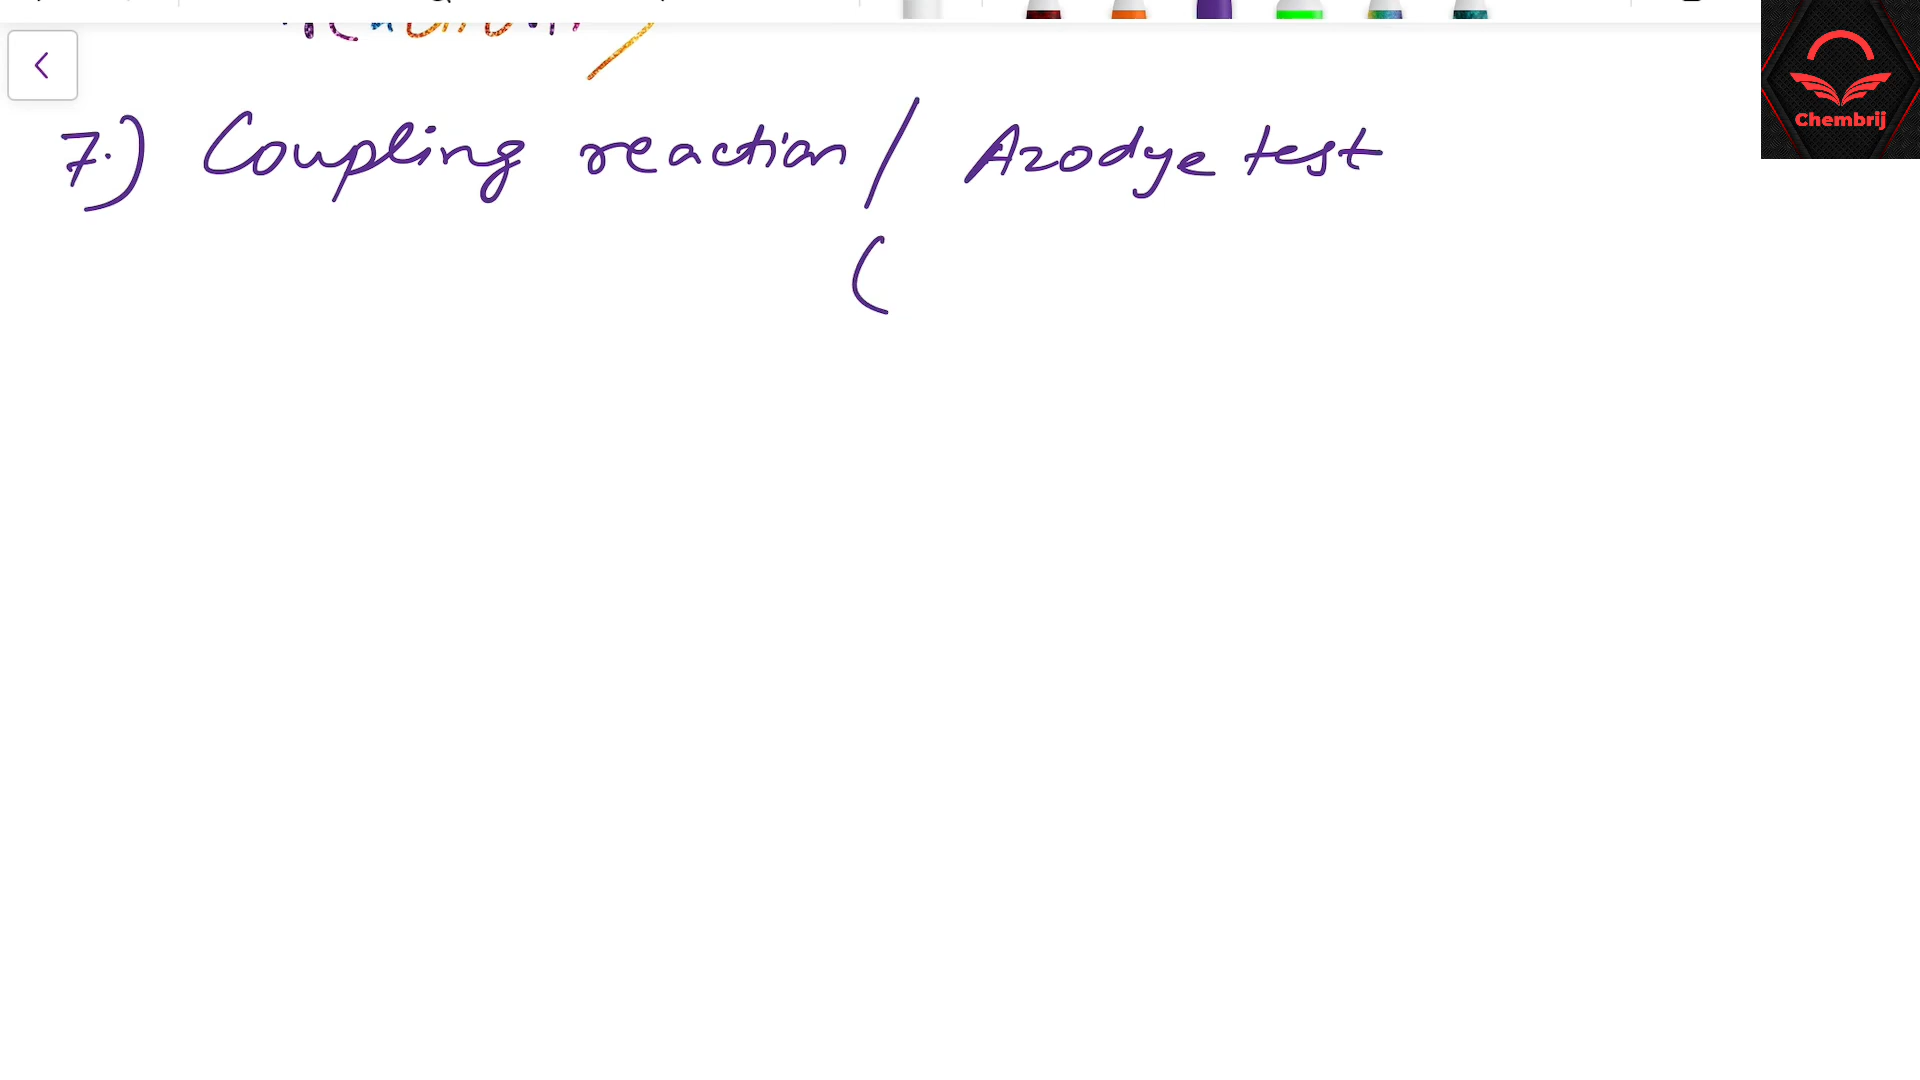 7.) Coupling reaction / Azodye test
(
Chembrij